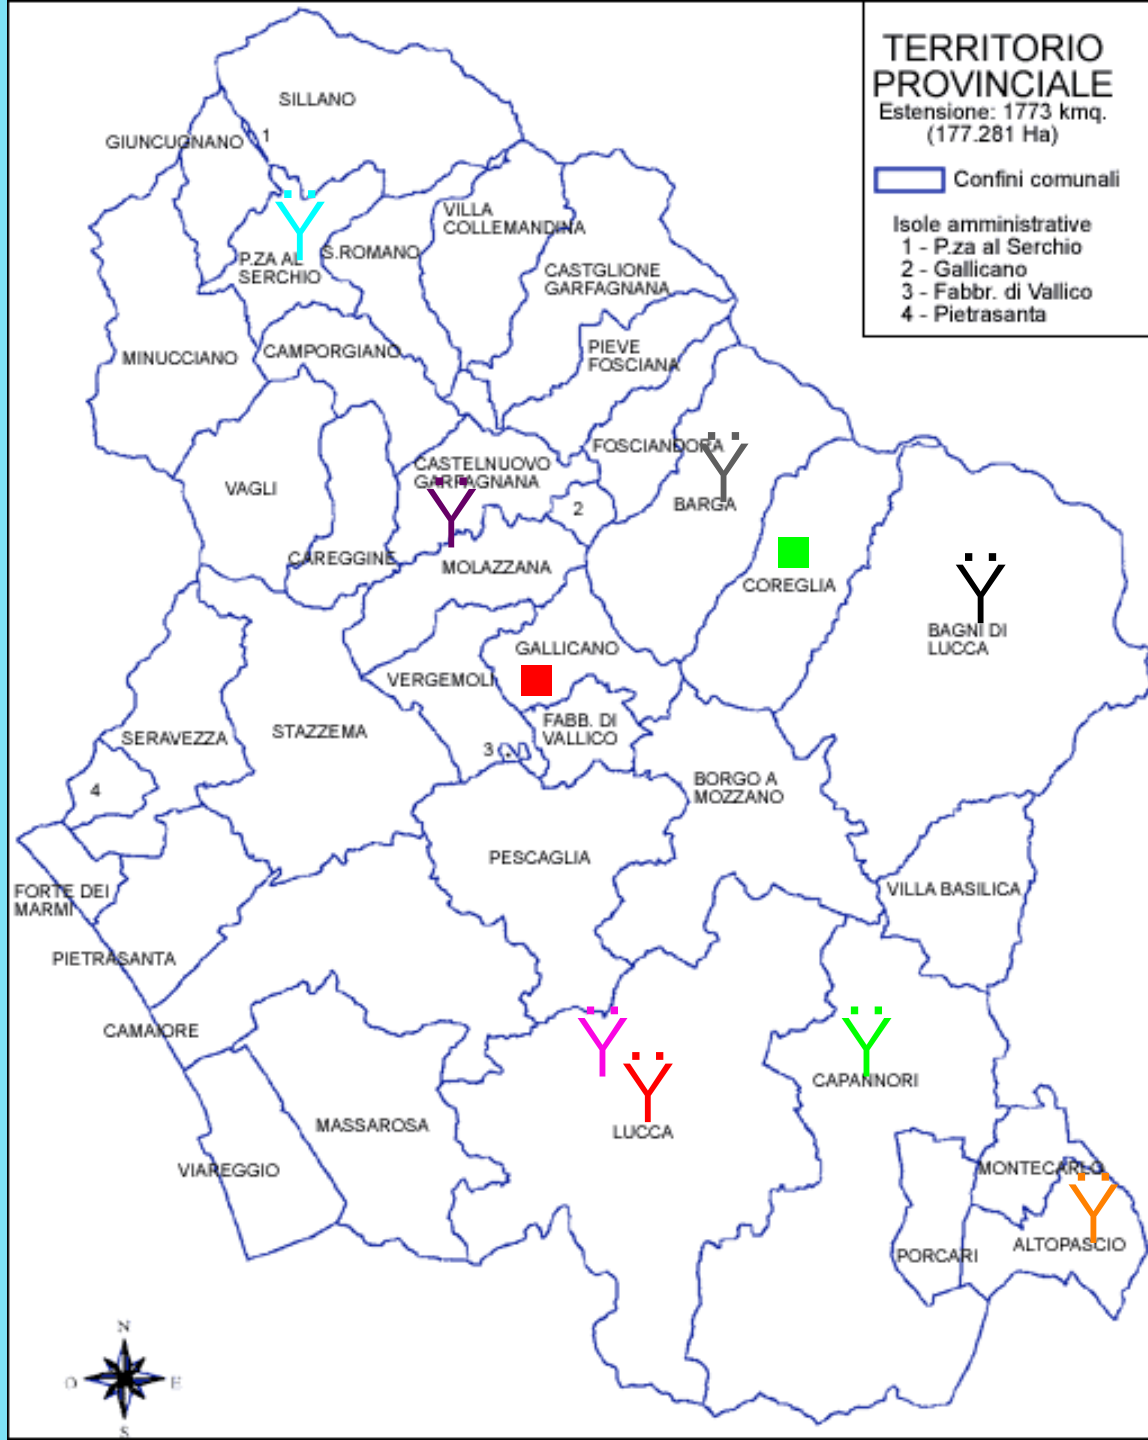 TERRITORIO
PROVINCIALE
Estensione: 1773 kmq.
(177.281 Ha)
Confini comunali
Isole amministrative
1 - P.za al Serchio
2 - Gallicano
3 - Fabbr. di Vallico
4 - Pietrasanta
SILLANO
GIUNCUGNANO
1
Ÿ
VILLA
COLLEMANDINA
P.ZA AL
SERCHIO
S.ROMANO
CASTGLIONE
GARFAGNANA
MINUCCIANO
CAMPORGIANO
PIEVE
FOSCIANA
FOSCIANDORA
Ÿ
CASTELNUOVO
GARFAGNANA
VAGLI
Ÿ
2
BARGA
CAREGGINE
MOLAZZANA
COREGLIA
Ÿ
BAGNI DI
LUCCA
GALLICANO
VERGEMOLI
SERAVEZZA
STAZZEMA
FABB. DI
VALLICO
3
4
BORGO A
MOZZANO
PESCAGLIA
FORTE DEI
MARMI
VILLA BASILICA
PIETRASANTA
CAMAIORE
Ÿ
Ÿ
Ÿ
CAPANNORI
MASSAROSA
LUCCA
VIAREGGIO
MONTECARLO
Ÿ
PORCARI
ALTOPASCIO
N
O
E
S